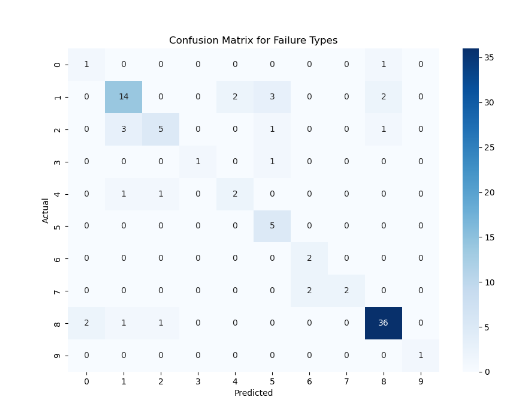 Confusion Matrix for Failure Types
0 1 0 0 0 0 0 0 0 1 0
1 0 14 0 0 2 3 0 0 2 0
2 0 3 5 0 0 1 0 0 1 0
3 0 0 0 1 0 1 0 0 0 0
4 0 1 1 0 2 0 0 0 0 0
5 0 0 0 0 0 5 0 0 0 0
6 0 0 0 0 0 0 2 0 0 0
7 0 0 0 0 0 0 2 2 0 0
8 2 1 1 0 0 0 0 0 36 0
9 0 0 0 0 0 0 0 0 0 1
0 1 2 3 4 5 6 7 8 9
Predicted
Actual
35
30
25
20
15
10
5
0